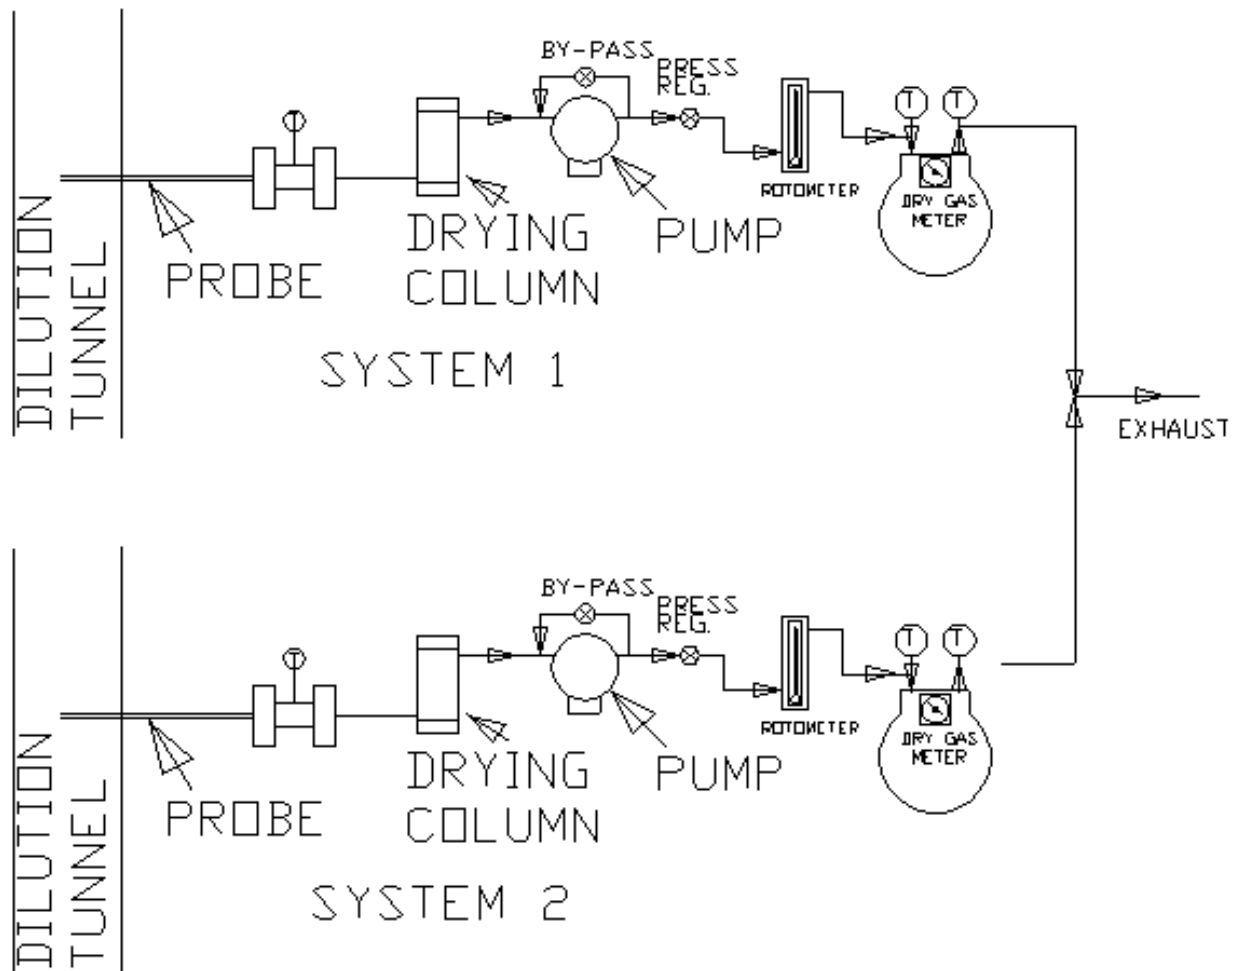 BY-PASS
PRESS
REG.
T
T
T
ROTOMETER
DRY GAS
METER
DRYING
COLUMN
PUMP
PROBE
DILUTION
TUNNEL
SYSTEM 1
EXHAUST
BY-PASS
PRESS
REG.
T
T
T
ROTOMETER
DRY GAS
METER
DRYING
COLUMN
PUMP
PROBE
DILUTION
TUNNEL
SYSTEM 2